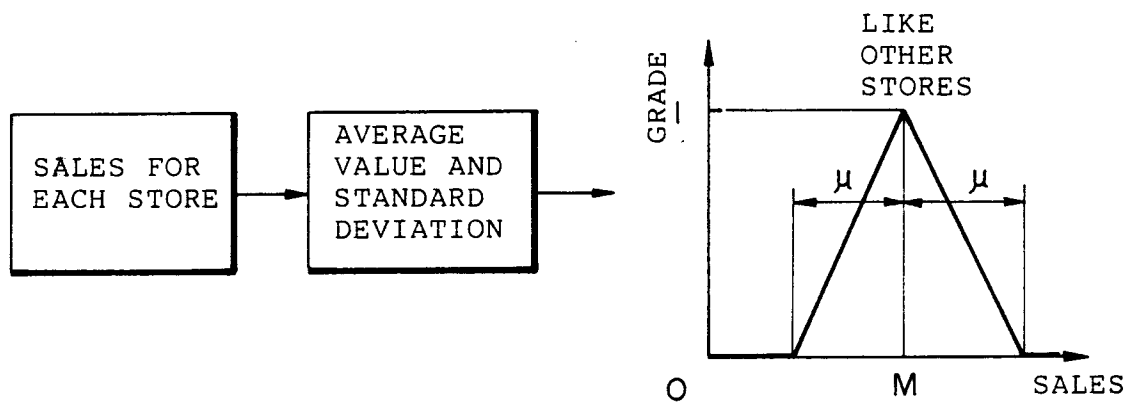 SALES FOR
EACH STORE
AVERAGE
VALUE AND
STANDARD
DEVIATION
LIKE
OTHER
STORES
GRADE
1
μ
μ
O
M
SALES